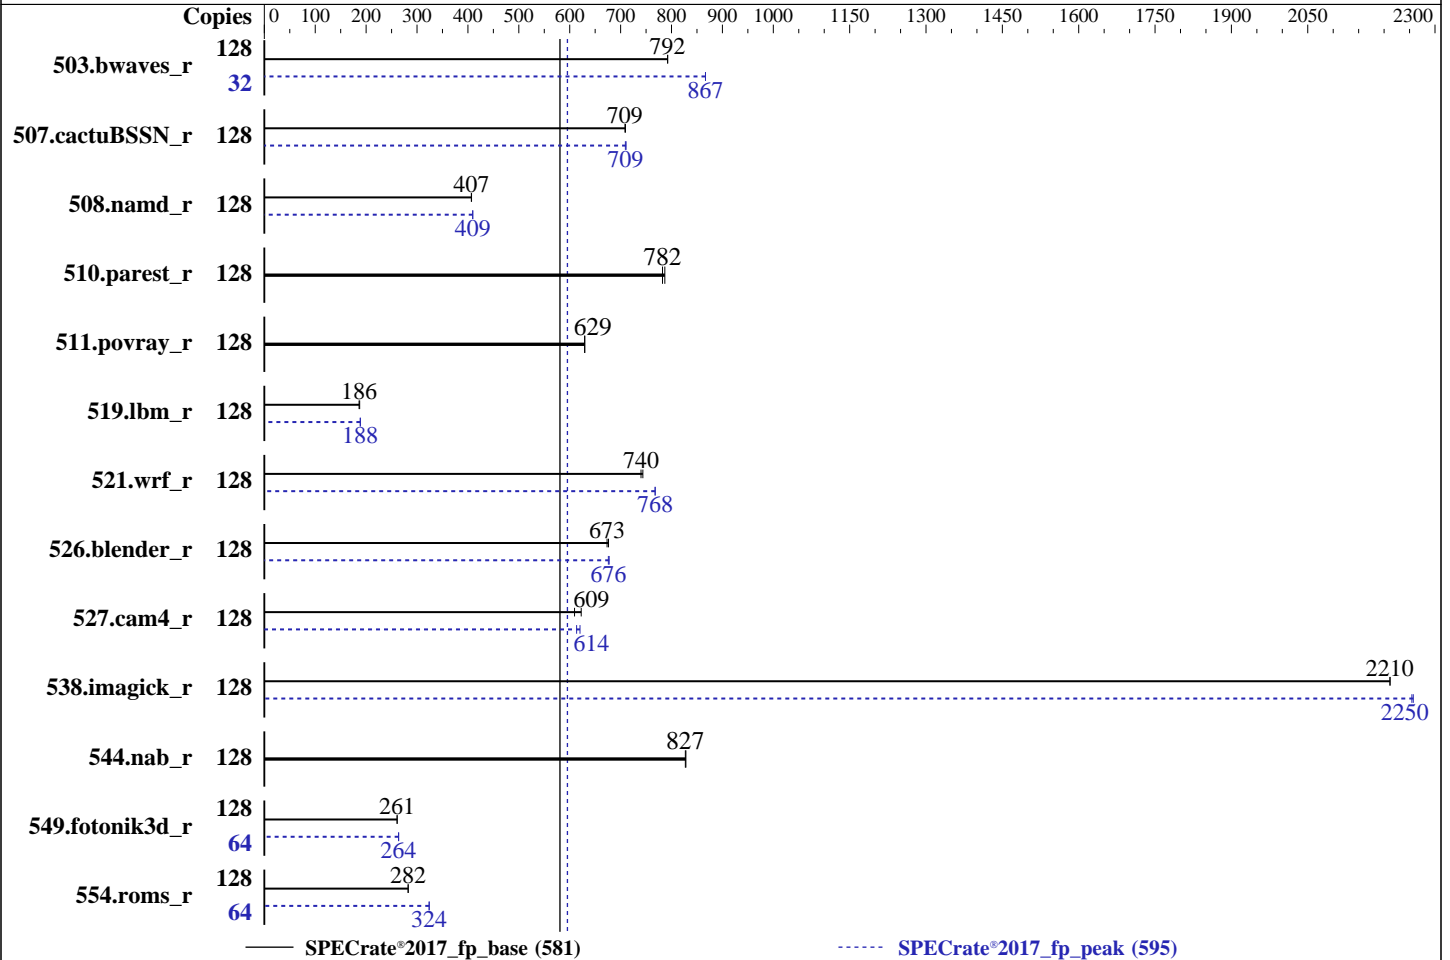 Copies 0 100 200 300 400 500 600 700 800 900 1000 1150 1300 1450 1600 1750 1900 2050 2300
503.bwaves_r 128 792
32 867
507.cactuBSSN_r 128 709
709
508.namd_r 128 407
409
510.parest_r 128 782
511.povray_r 128 629
519.lbm_r 128 186
188
521.wrf_r 128 740
768
526.blender_r 128 673
676
527.cam4_r 128 609
614
538.imagick_r 128 2210
2250
544.nab_r 128 827
549.fotonik3d_r 128 261
64 264
554.roms_r 128 282
64 324
SPECrate®2017_fp_base (581) SPECrate®2017_fp_peak (595)